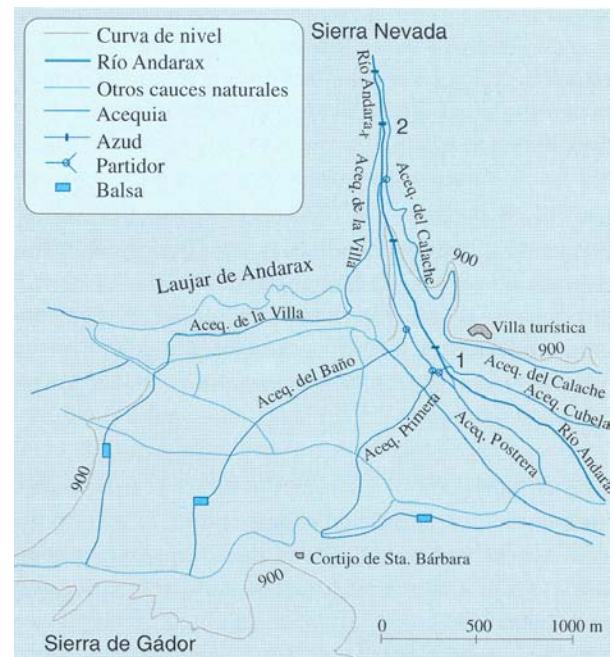 Curva de nivel
Río Andarax
Otros cauces naturales
Acequia
Azud
Partidor
Balsa
Sierra Nevada
Río Andarax
2
Aceq. de la Villa
Aceq. del Calache
900
Laujar de Andarax
Aceq. de la Villa
Villa turística
900
Aceq. del Baño
1
Aceq. del Calache
Aceq. Cubela
Aceq. Primera
Aceq. Postrera
Río Andarax
900
Cortijo de Sta. Bárbara
900
Sierra de Gádor
0 500 1000 m